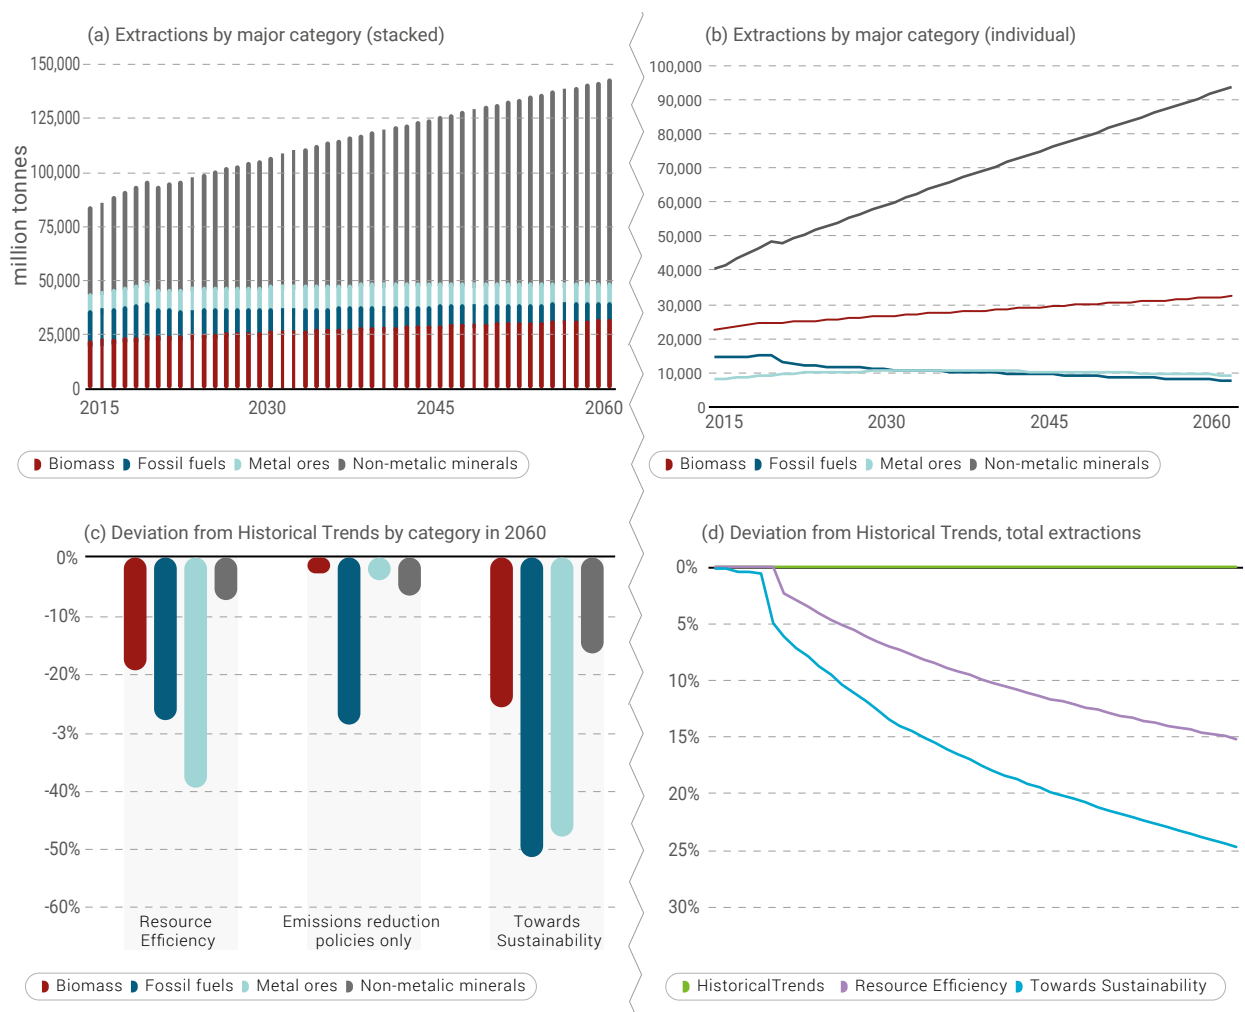 (a) Extractions by major category (stacked)
million tonnes
150,000
125,000
100,000
75,000
50,000
25,000
0
2015 2030 2045 2060
Biomass Fossil fuels Metal ores Non-metalic minerals
(b) Extractions by major category (individual)
100,000
90,000
80,000
70,000
60,000
50,000
40,000
30,000
20,000
10,000
0
2015 2030 2045 2060
Biomass Fossil fuels Metal ores Non-metalic minerals
(c) Deviation from Historical Trends by category in 2060
0%
-10%
-20%
-3%
-40%
-50%
-60%
Resource
Efficiency
Emissions reduction
policies only
Towards
Sustainability
Biomass Fossil fuels Metal ores Non-metalic minerals
(d) Deviation from Historical Trends, total extractions
0%
5%
10%
15%
20%
25%
30%
HistoricalTrends Resource Efficiency Towards Sustainability